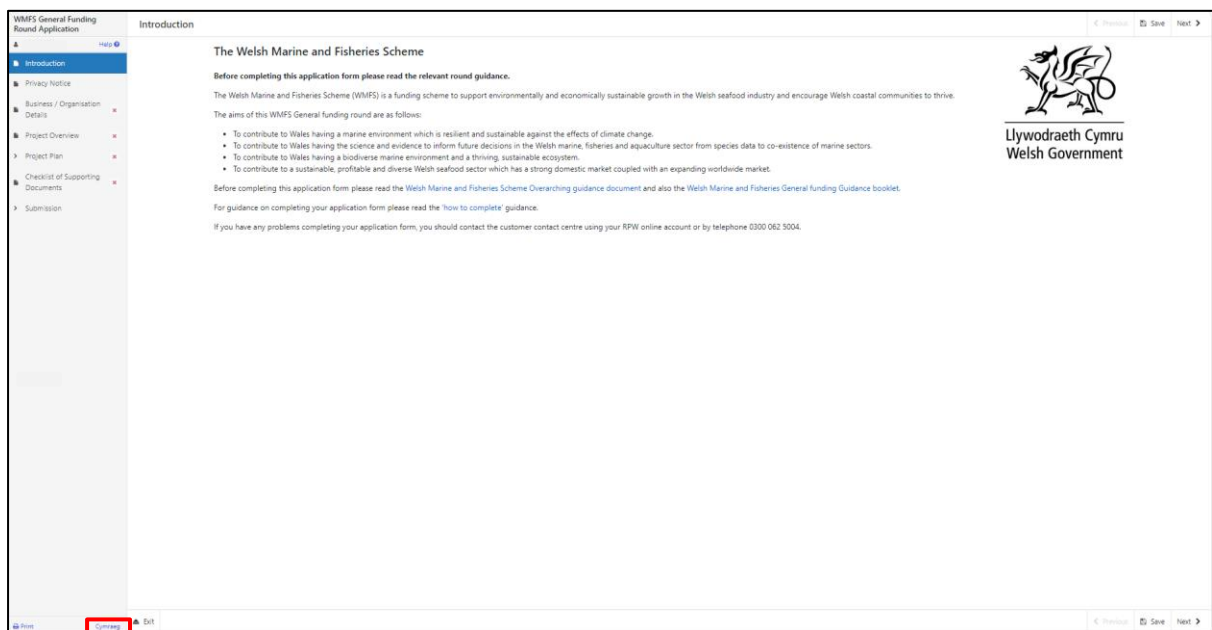 WMFS General Funding
Round Application
Help
Introduction
Privacy Notice
Business / Organisation
Details
Project Overview
Project Plan
Checklist of Supporting
Documents
Submission
Print
Cymraeg
Introduction
Previous
Save
Next
The Welsh Marine and Fisheries Scheme
Before completing this application form please read the relevant round guidance.
The Welsh Marine and Fisheries Scheme (WMFS) is a funding scheme to support environmentally and economically sustainable growth in the Welsh seafood industry and encourage Welsh coastal communities to thrive.
The aims of this WMFS General funding round are as follows:
• To contribute to Wales having a marine environment which is resilient and sustainable against the effects of climate change.
• To contribute to Wales having the science and evidence to inform future decisions in the Welsh marine, fisheries and aquaculture sector from species data to co-existence of marine sectors.
• To contribute to Wales having a biodiverse marine environment and a thriving, sustainable ecosystem.
• To contribute to a sustainable, profitable and diverse Welsh seafood sector which has a strong domestic market coupled with an expanding worldwide market.
Before completing this application form please read the Welsh Marine and Fisheries Scheme Overarching guidance document and also the Welsh Marine and Fisheries General funding Guidance booklet.
For guidance on completing your application form please read the 'how to complete' guidance.
If you have any problems completing your application form, you should contact the customer contact centre using your RPW online account or by telephone 0300 062 5004.
Llywodraeth Cymru
Welsh Government
Exit
Previous
Save
Next